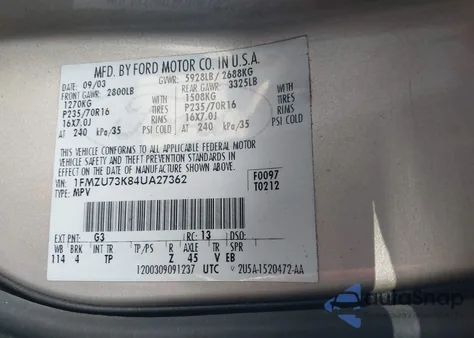 MFD. BY FORD MOTOR CO. IN U.S.A.
DATE: 09/03 GVWR: 5928LB/2688KG
FRONT GAWR: 2800LB REAR GAWR: 3325LB
1270KG WITH 1508KG WITH
P235/70R16 TIRES P235/70R16 TIRES
16X7.0J RIMS 16X7.0J RIMS
AT 240 kPa/35 PSI COLD AT 240 kPa/35 PSI COLD
THIS VEHICLE CONFORMS TO ALL APPLICABLE FEDERAL MOTOR
VEHICLE SAFETY AND THEFT PREVENTION STANDARDS IN
EFFECT ON THE DATE OF MANUFACTURE SHOWN ABOVE.
VIN: 1FMZU73K84UA27362 F0097
TYPE: MPV T0212
EXT PNT: G3 RC: 13 DSO:
WB BRK INT TR TP/PS R AXLE TR SPR
114 4 TP Z 45 V EB
1200309091237 UTC 2U5A-1520472-AA
autoSnap